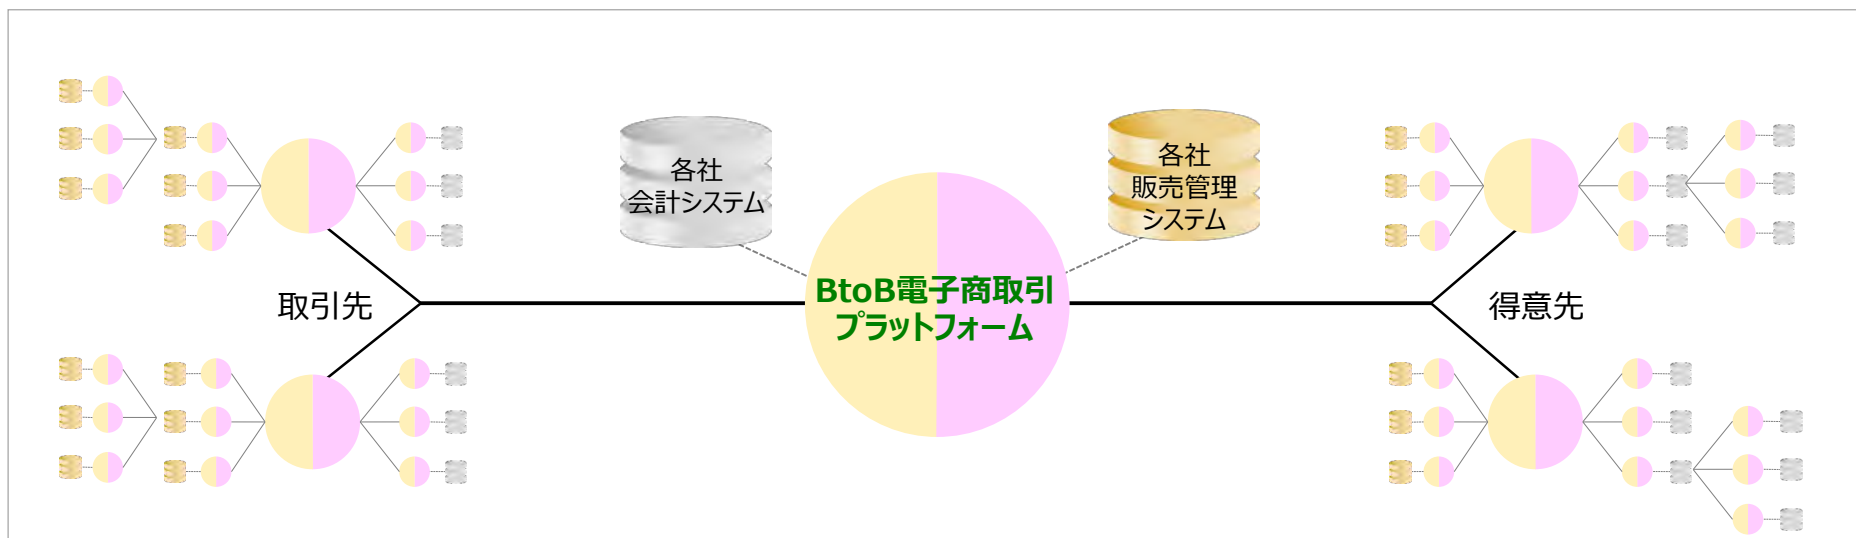 各社
会計システム
各社
販売管理
システム
BtoB電子商取引
プラットフォーム
取引先
得意先